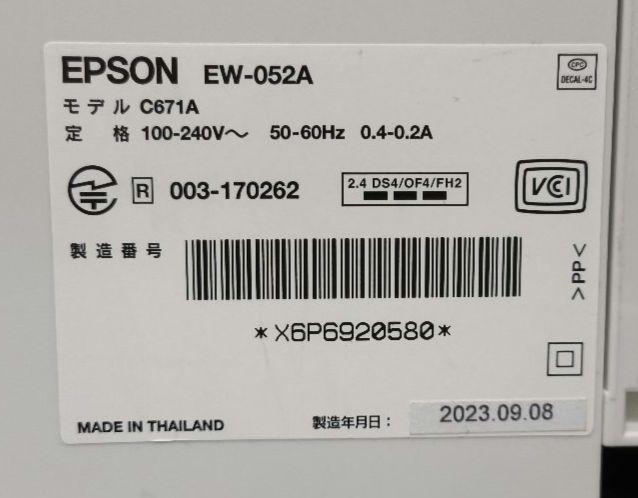 EPSON EW-052A
CPC
DECAL-4C
モデル C671A
定 格 100-240V～ 50-60Hz 0.4-0.2A
R 003-170262
2.4 DS4/OF4/FH2
VCCI
製造番号
>PP<
*X6P6920580*
MADE IN THAILAND
製造年月日： 2023.09.08